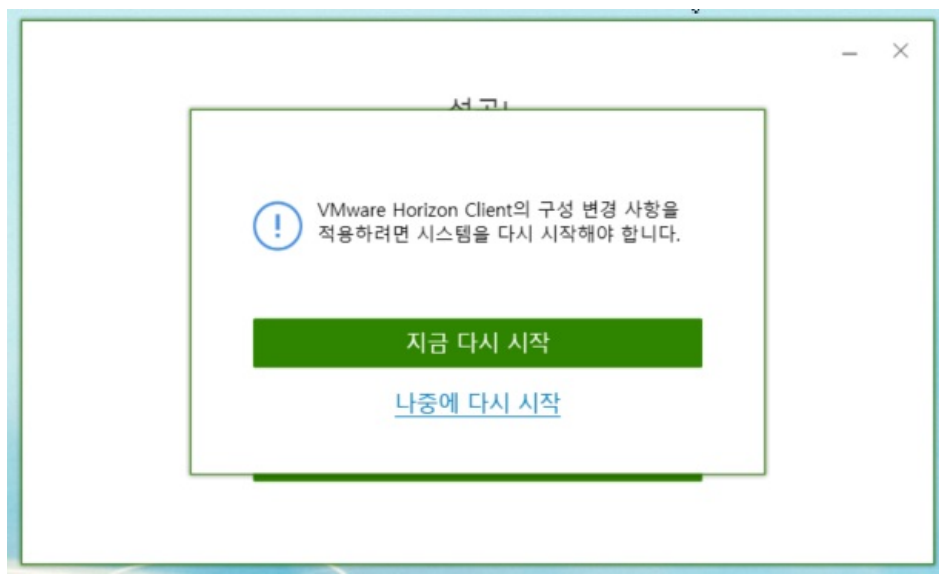 VMware Horizon Client의 구성 변경 사항을
적용하려면 시스템을 다시 시작해야 합니다.
지금 다시 시작
나중에 다시 시작